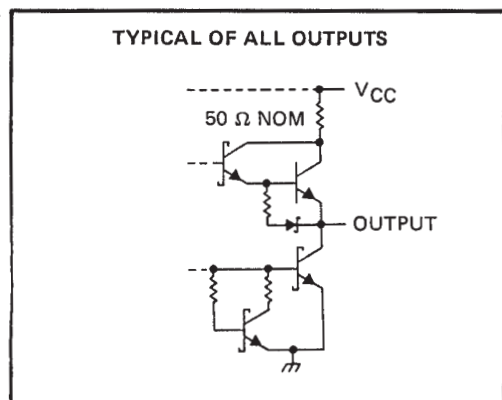 TYPICAL OF ALL OUTPUTS
VCC
50 Ω NOM
OUTPUT